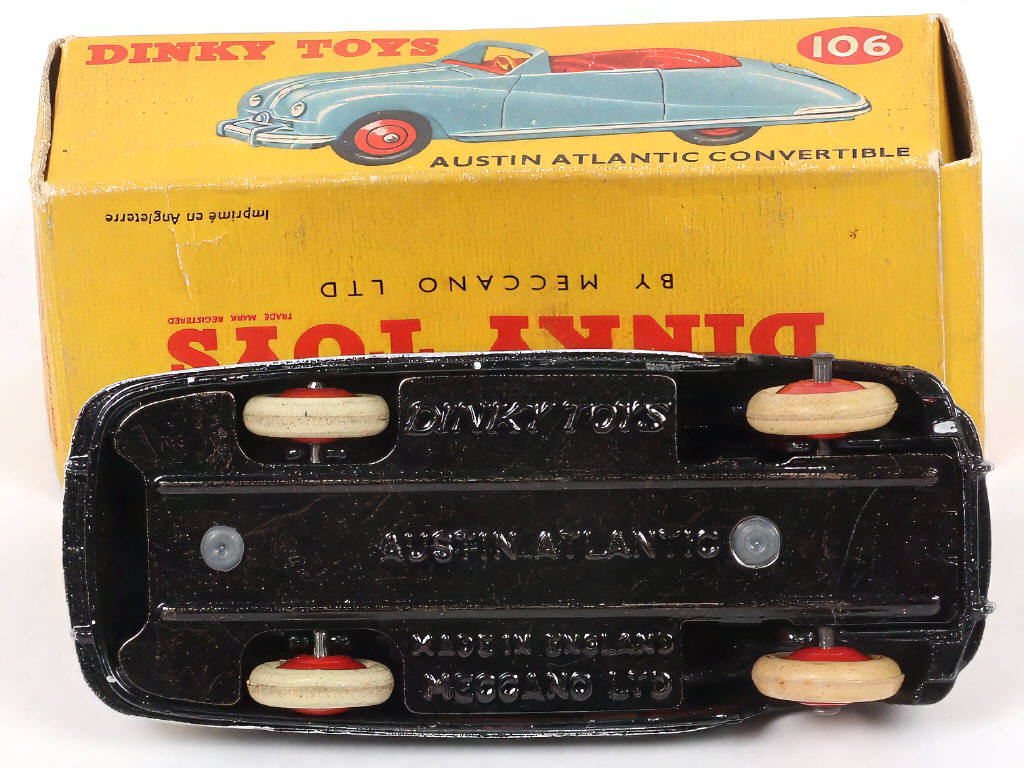 DINKY TOYS
106
AUSTIN ATLANTIC CONVERTIBLE
Imprimé en Angleterre
BY MECCANO LTD
TRADE MARK REGISTERED
DINKY TOYS
DINKY TOYS
AUSTIN ATLANTIC
MADE IN ENGLAND
MECCANO LTD